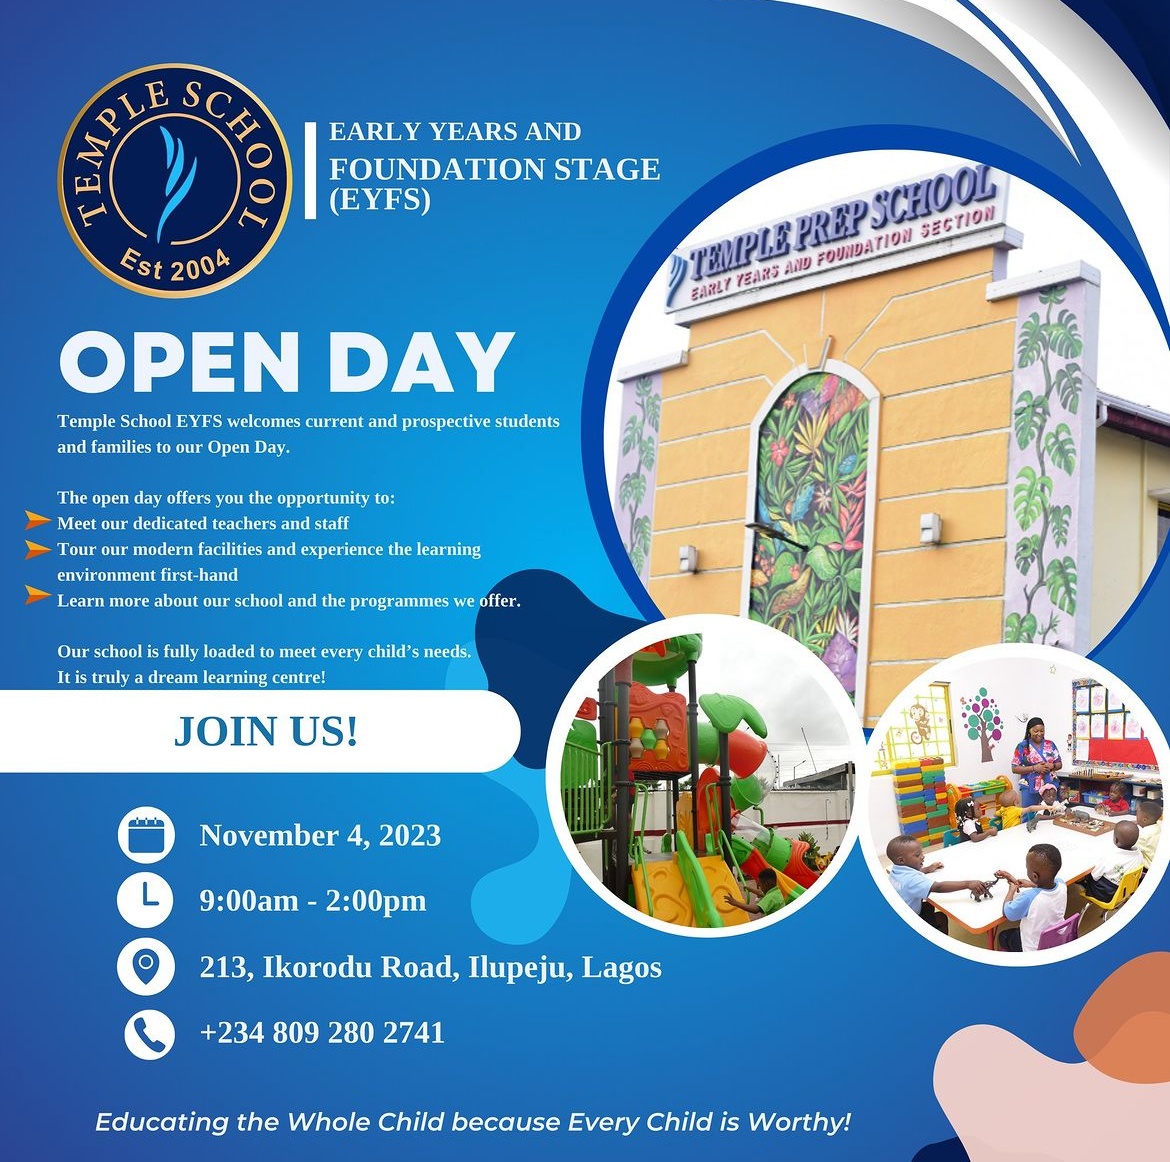 TEMPLE SCHOOL
Est 2004
EARLY YEARS AND
FOUNDATION STAGE
(EYFS)
TEMPLE PREP SCHOOL
EARLY YEARS AND FOUNDATION SECTION
OPEN DAY
Temple School EYFS welcomes current and prospective students
and families to our Open Day.
The open day offers you the opportunity to:
Meet our dedicated teachers and staff
Tour our modern facilities and experience the learning
environment first-hand
Learn more about our school and the programmes we offer.
Our school is fully loaded to meet every child’s needs.
It is truly a dream learning centre!
JOIN US!
November 4, 2023
9:00am - 2:00pm
213, Ikorodu Road, Ilupeju, Lagos
+234 809 280 2741
Educating the Whole Child because Every Child is Worthy!